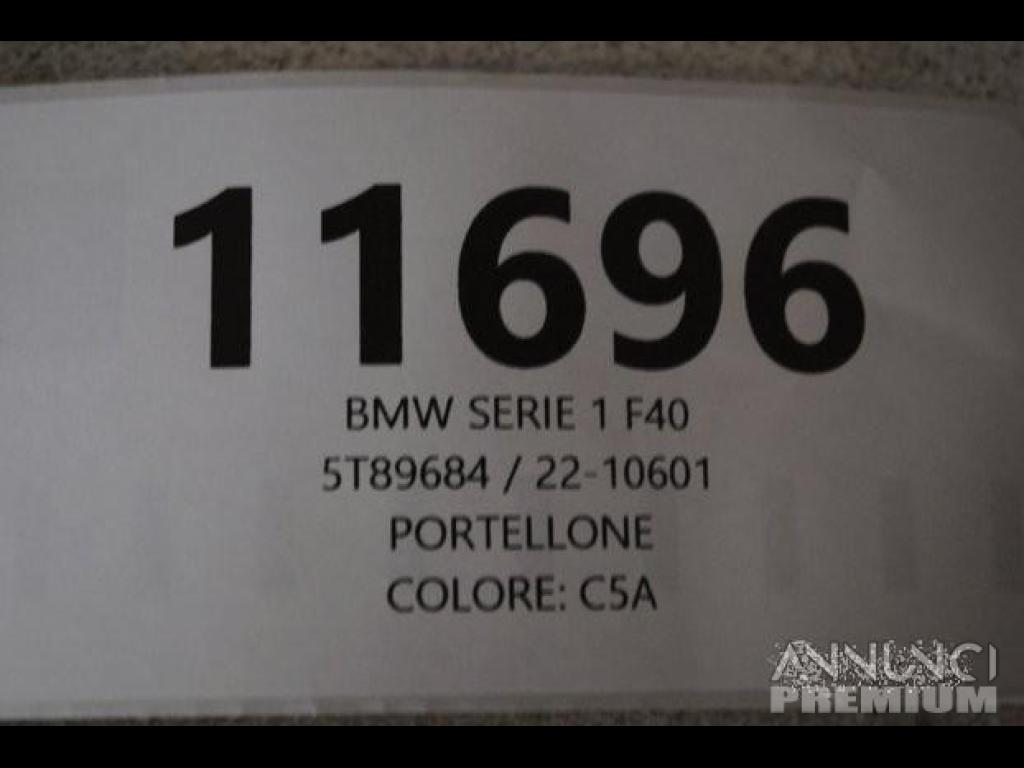 11696
BMW SERIE 1 F40
5T89684 / 22-10601
PORTELLONE
COLORE: C5A
ANNUNCI
PREMIUM